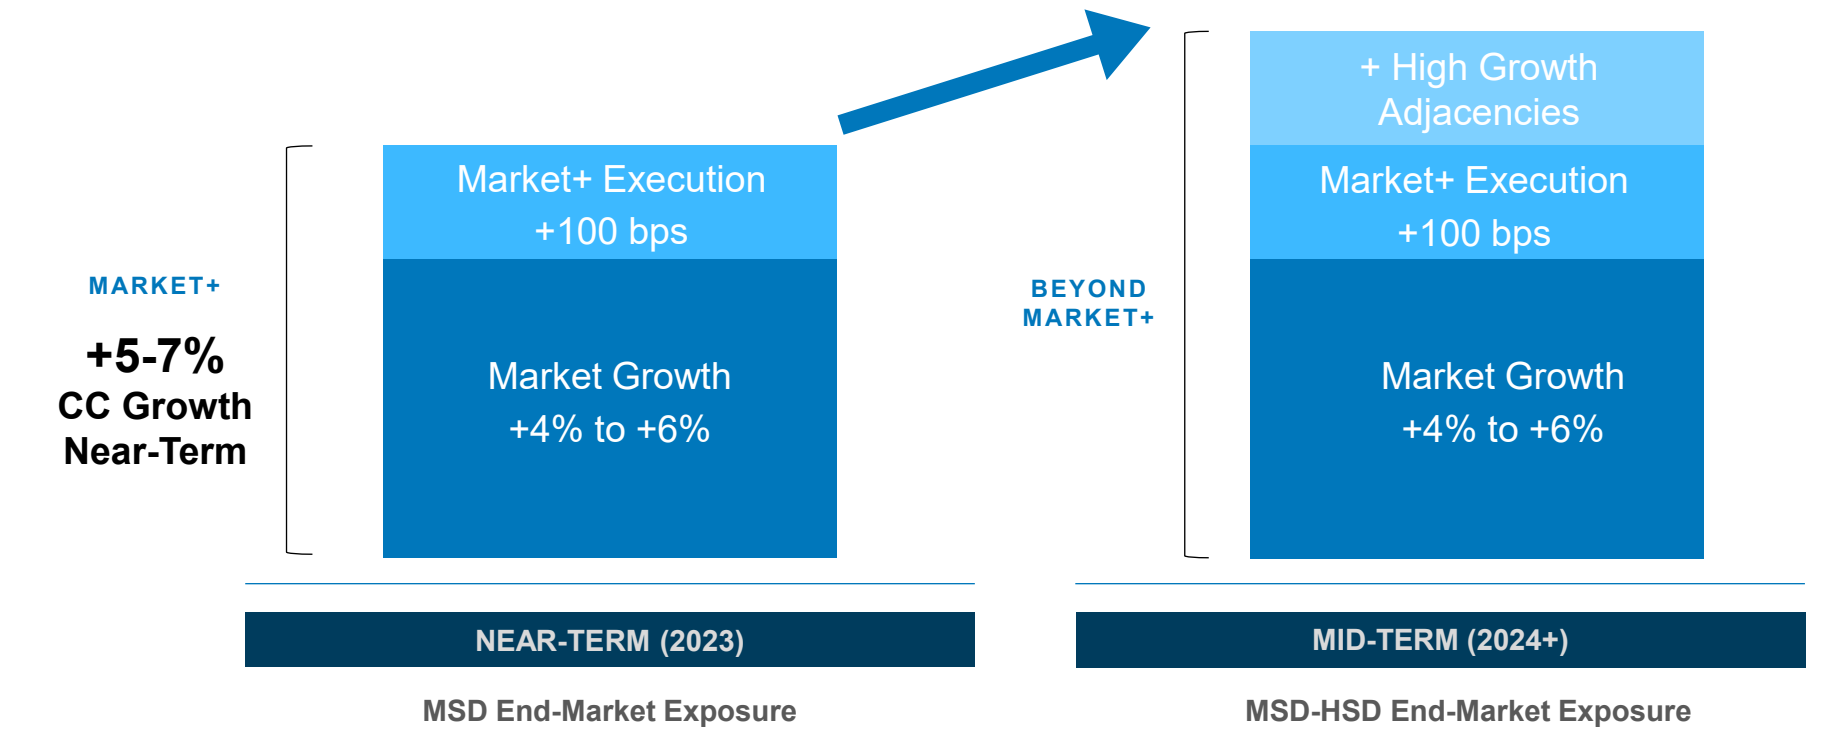 MARKET+
+5-7%
CC Growth
Near-Term
Market+ Execution
+100 bps
Market Growth
+4% to +6%
NEAR-TERM (2023)
MSD End-Market Exposure
BEYOND
MARKET+
+ High Growth
Adjacencies
Market+ Execution
+100 bps
Market Growth
+4% to +6%
MID-TERM (2024+)
MSD-HSD End-Market Exposure